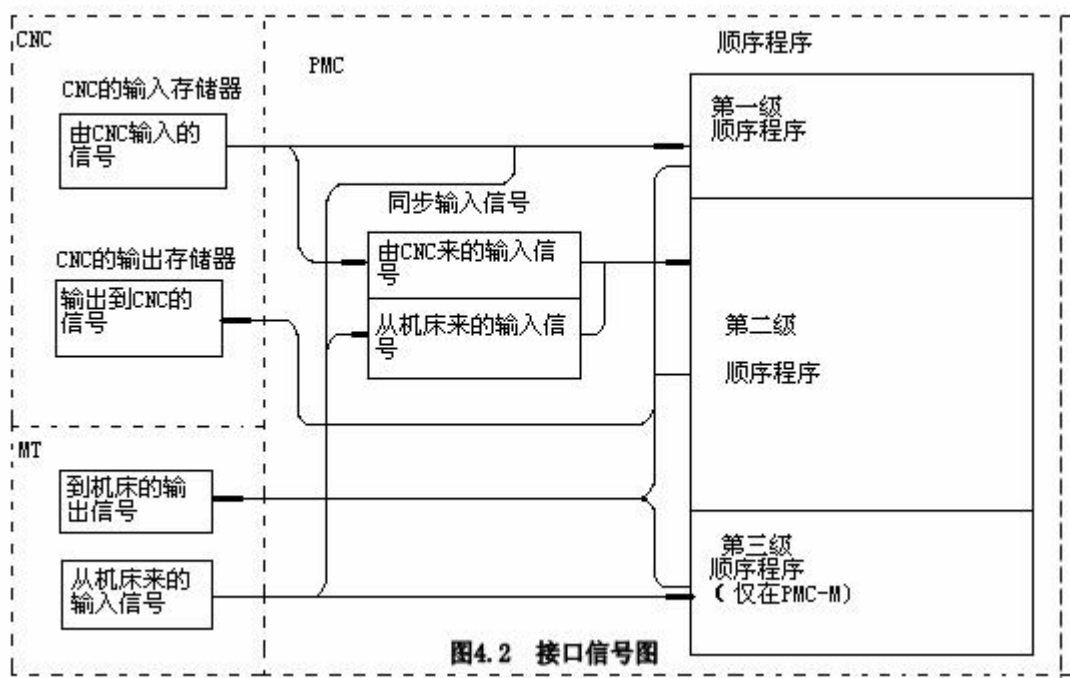 CNC
CNC的输入存储器
由CNC输入的
信号
CNC的输出存储器
输出到CNC的
信号
MT
到机床的输
出信号
从机床来的
输入信号
PMC
同步输入信号
由CNC来的输入信
号
从机床来的输入信
号
顺序程序
第一级
顺序程序
第二级
顺序程序
第三级
顺序程序
(仅在PMC-M)
图4.2 接口信号图